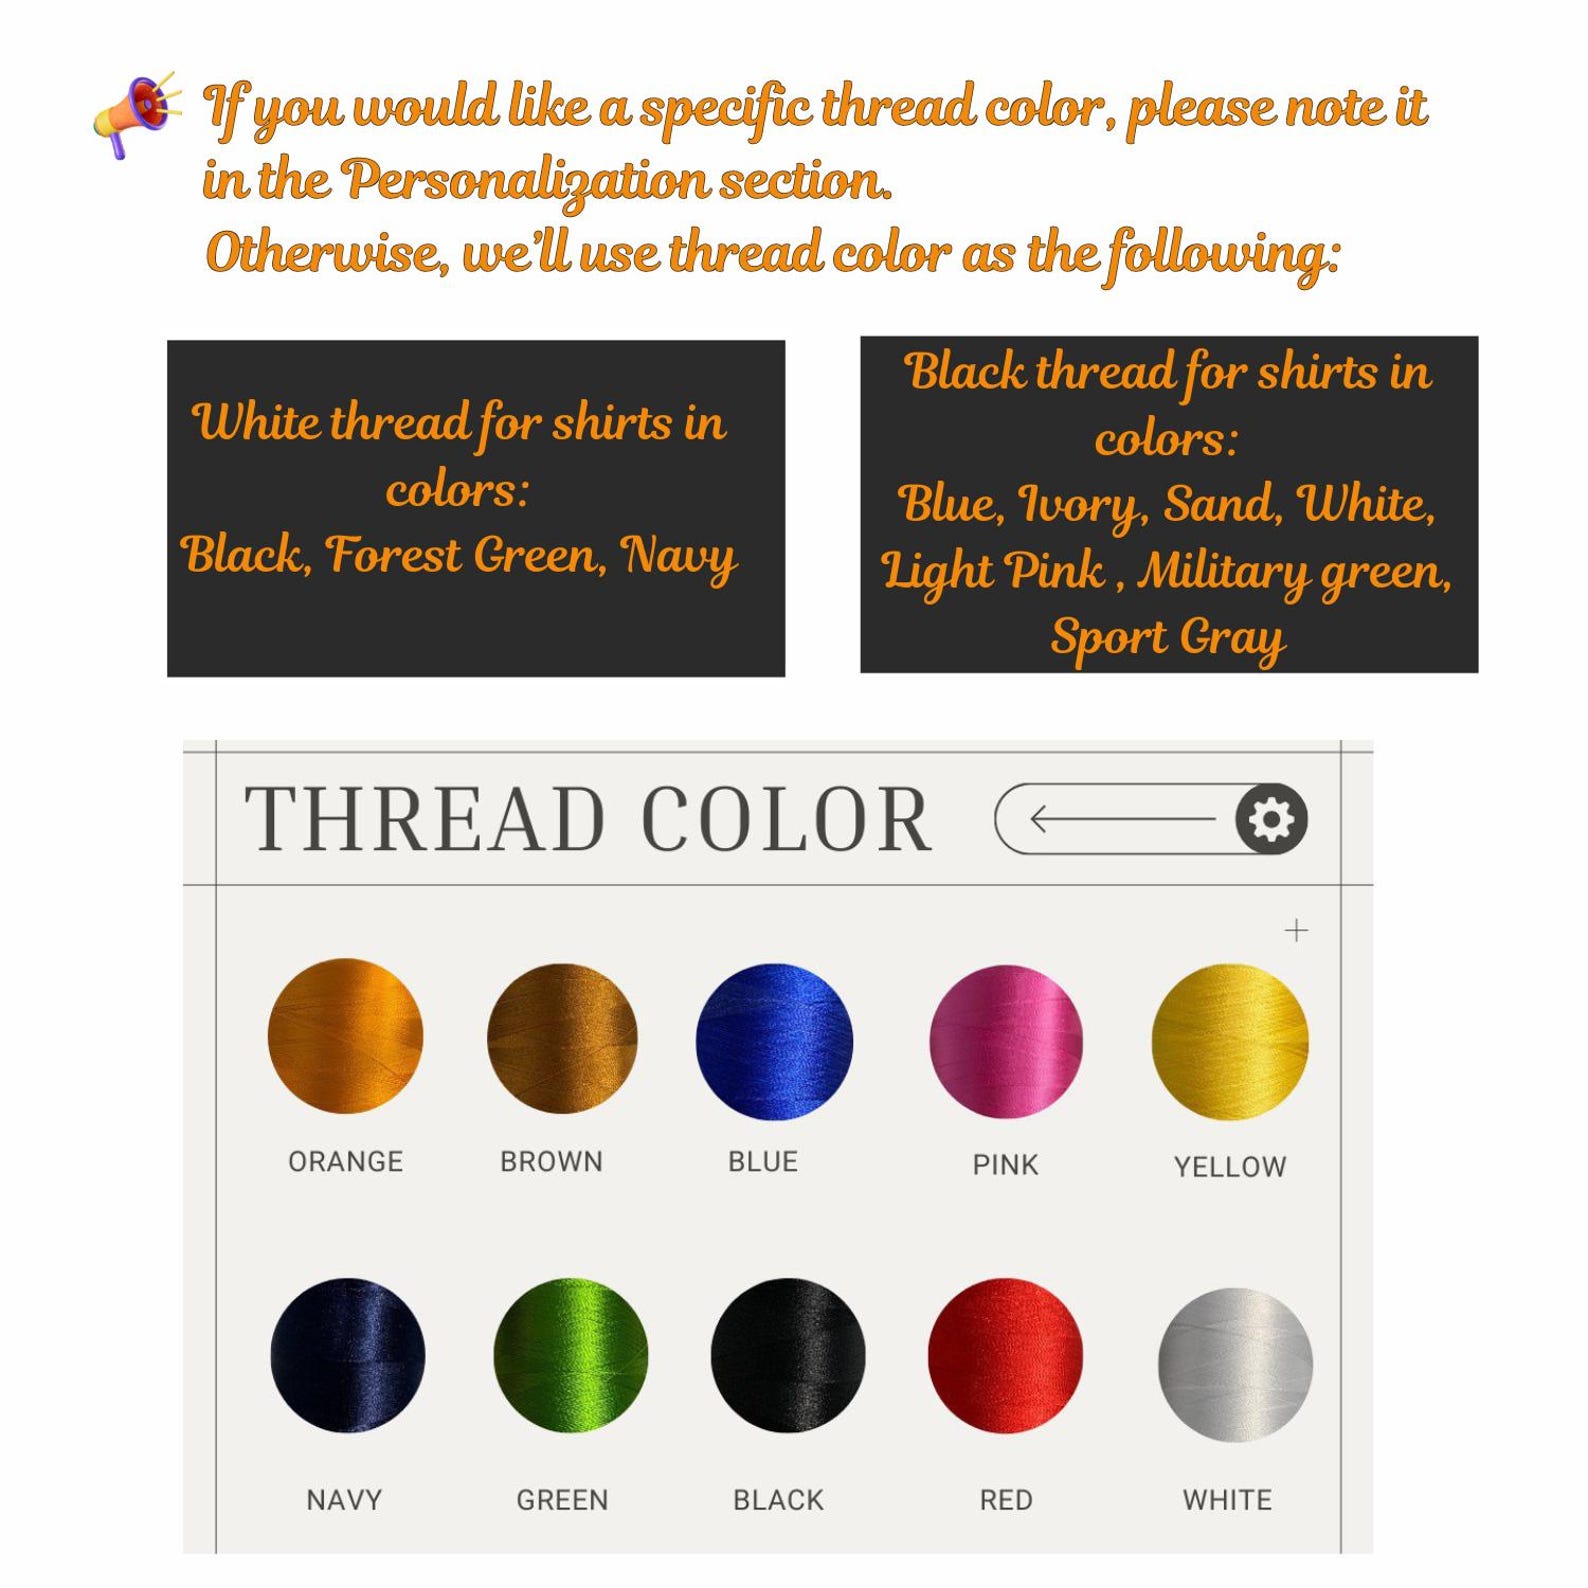 If you would like a specific thread color, please note it
in the Personalization section.
Otherwise, we'll use thread color as the following:
White thread for shirts in
colors:
Black, Forest Green, Navy
Black thread for shirts in
colors:
Blue, Ivory, Sand, White,
Light Pink , Military green,
Sport Gray
THREAD COLOR
ORANGE
BROWN
BLUE
PINK
YELLOW
NAVY
GREEN
BLACK
RED
WHITE